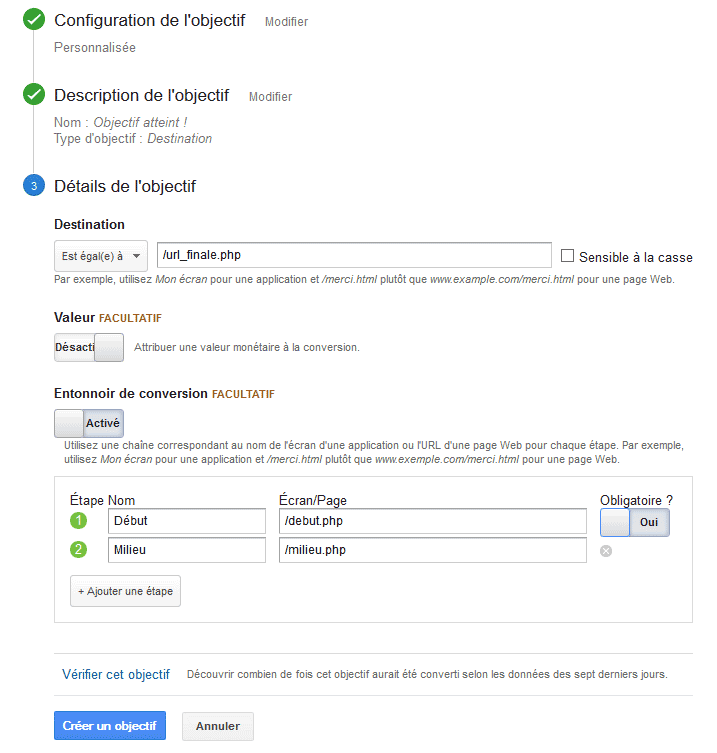 Configuration de l'objectif Modifier
Personnalisée
Description de l'objectif Modifier
Nom : Objectif atteint !
Type d'objectif : Destination
3 Détails de l'objectif
Destination
Est égal(e) à /url_finale.php Sensible à la casse
Par exemple, utilisez Mon écran pour une application et /merci.html plutôt que www.example.com/merci.html pour une page Web.
Valeur FACULTATIF
Désacti Attribuer une valeur monétaire à la conversion.
Entonnoir de conversion FACULTATIF
Activé
Utilisez une chaîne correspondant au nom de l'écran d'une application ou l'URL d'une page Web pour chaque étape. Par exemple,
utilisez Mon écran pour une application et /merci.html plutôt que www.exemple.com/merci.html pour une page Web.
Étape Nom Écran/Page Obligatoire ?
1 Début /debut.php Oui
2 Milieu /milieu.php
+ Ajouter une étape
Vérifier cet objectif Découvrir combien de fois cet objectif aurait été converti selon les données des sept derniers jours.
Créer un objectif Annuler